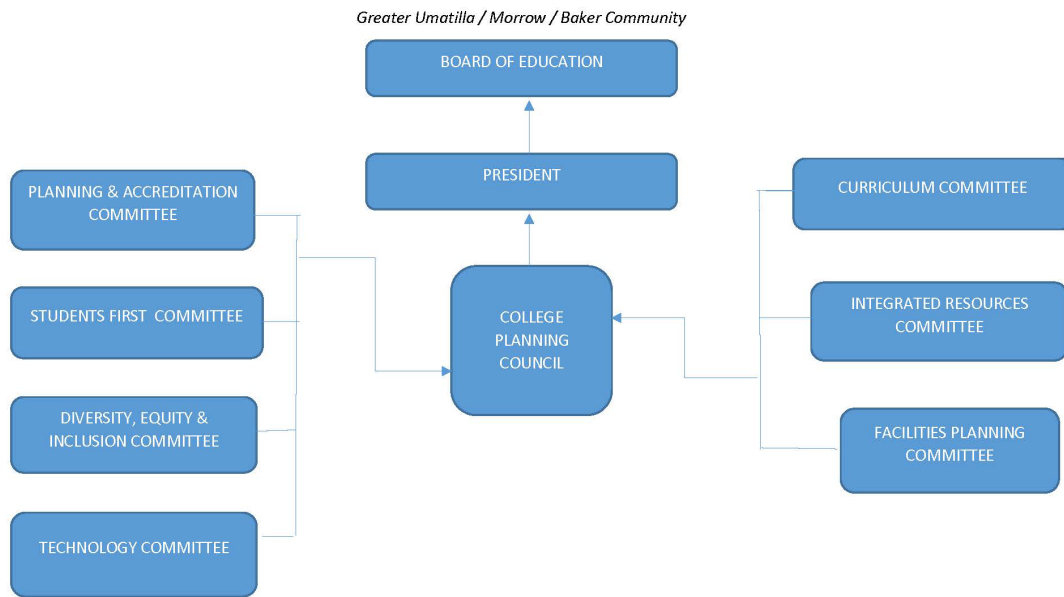 Greater Umatilla / Morrow / Baker Community
BOARD OF EDUCATION
PRESIDENT
PLANNING & ACCREDITATION
COMMITTEE
STUDENTS FIRST  COMMITTEE
DIVERSITY, EQUITY &
INCLUSION COMMITTEE
TECHNOLOGY COMMITTEE
COLLEGE
PLANNING
COUNCIL
CURRICULUM COMMITTEE
INTEGRATED RESOURCES
COMMITTEE
FACILITIES PLANNING
COMMITTEE